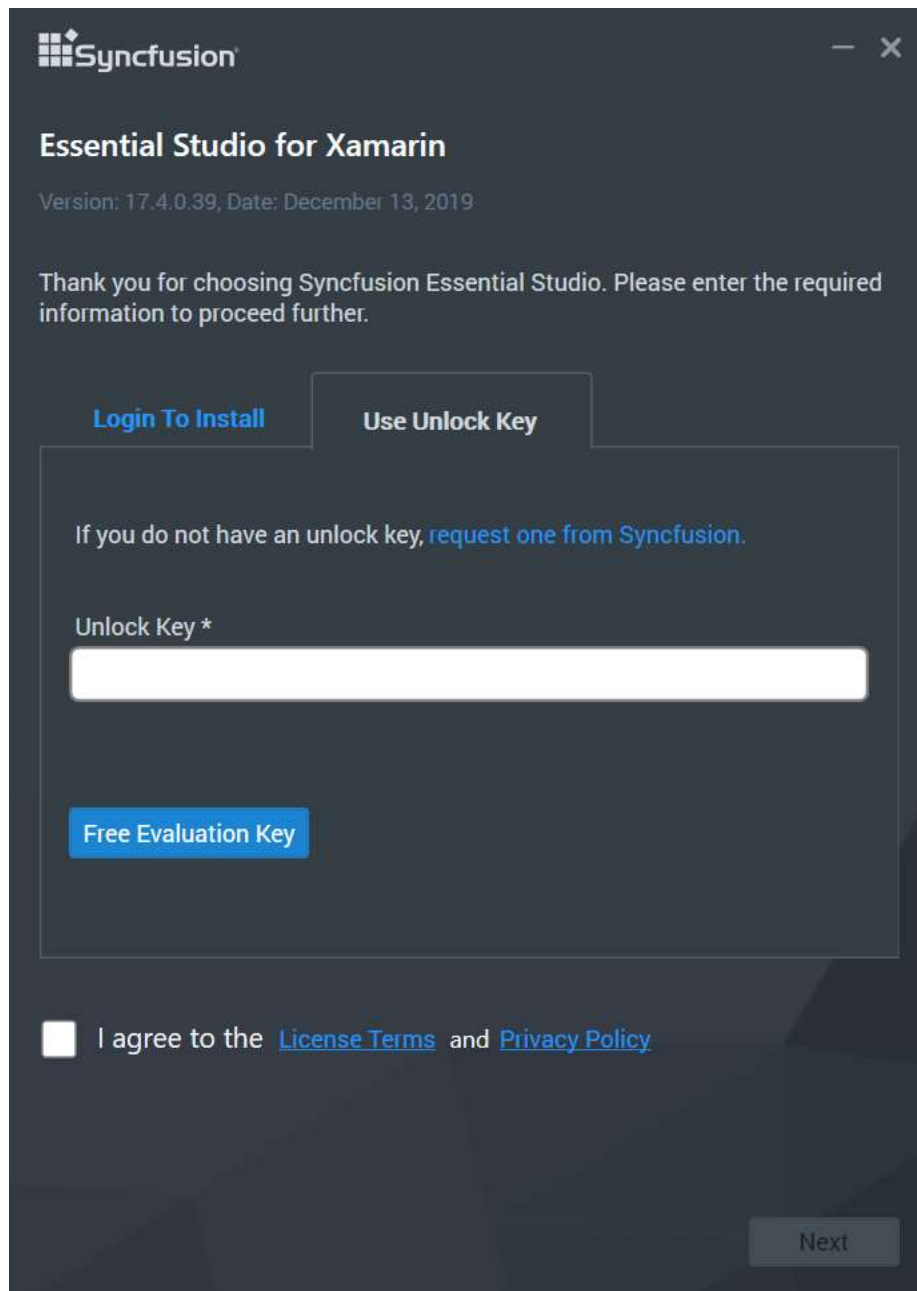 Syncfusion
Essential Studio for Xamarin
Version: 17.4.0.39, Date: December 13, 2019
Thank you for choosing Syncfusion Essential Studio. Please enter the required
information to proceed further.
Login To Install
Use Unlock Key
If you do not have an unlock key, request one from Syncfusion.
Unlock Key *
Free Evaluation Key
I agree to the License Terms and Privacy Policy
Next